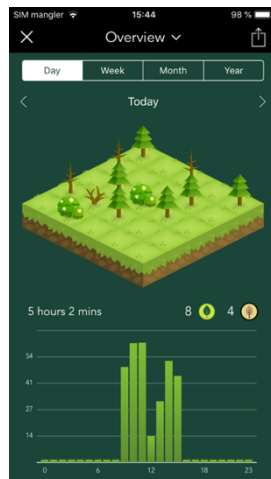 SIM mangler 15:44 98 %
Overview
Day Week Month Year
Today
5 hours 2 mins 8 4
54
41
27
14
0 6 12 18 23